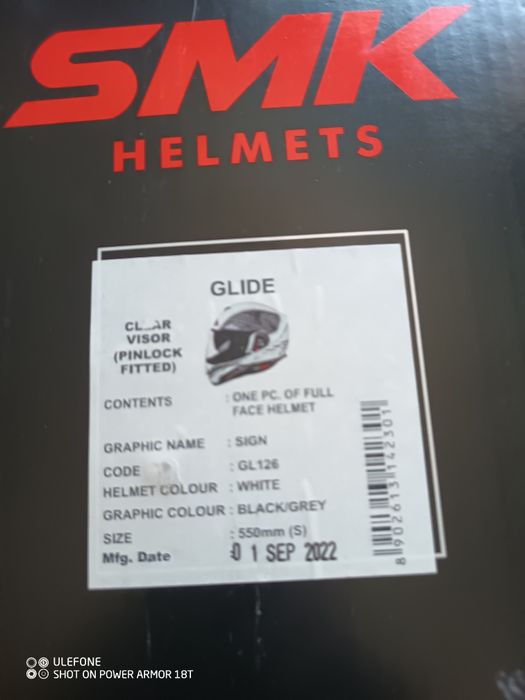 SMK
HELMETS
GLIDE
CLEAR
VISOR
(PINLOCK
FITTED)
CONTENTS : ONE PC. OF FULL
FACE HELMET
GRAPHIC NAME : SIGN
CODE : GL126
HELMET COLOUR : WHITE
GRAPHIC COLOUR : BLACK/GREY
SIZE : 550mm (S)
Mfg. Date : 01 SEP 2022
8902613142301
ULEFONE
SHOT ON POWER ARMOR 18T